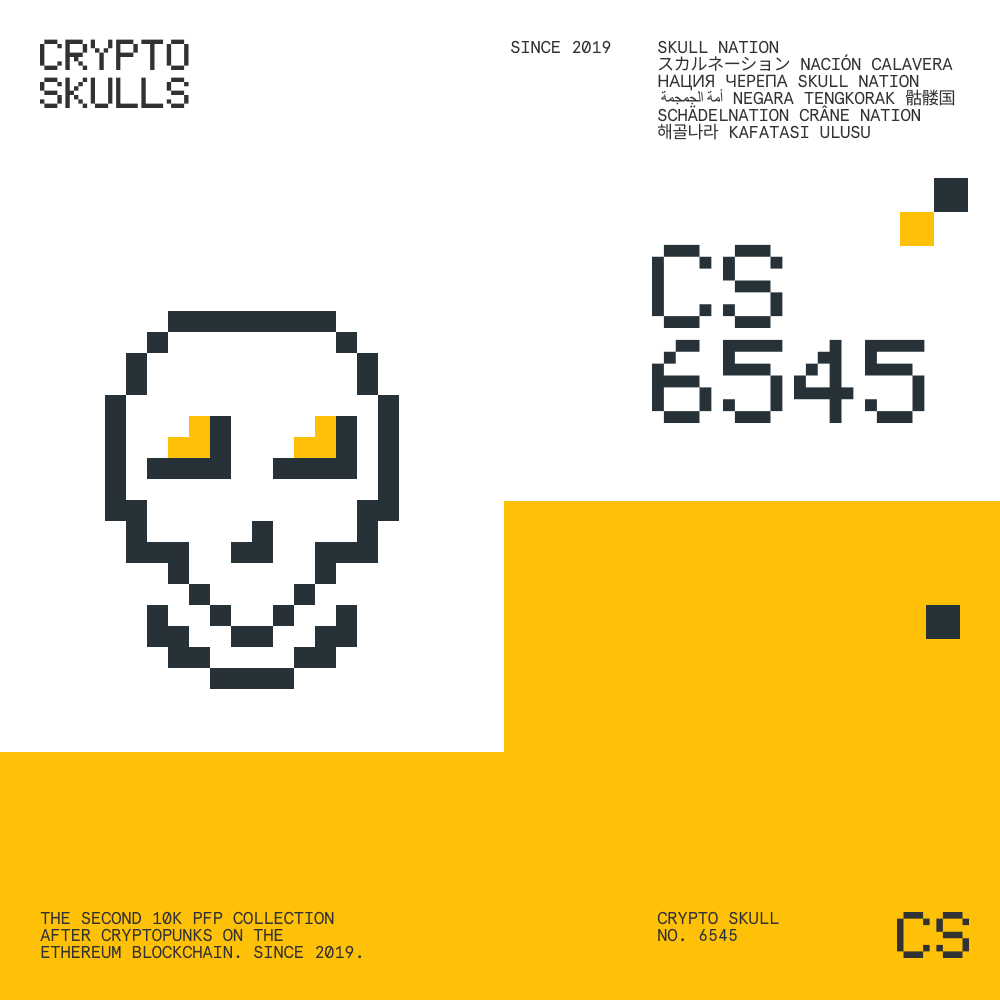 CRYPTO
SKULLS
SINCE 2019
SKULL NATION
スカルネーション NACIÓN CALAVERA
НАЦИЯ ЧЕРЕПА SKULL NATION
أمة الجمجمة NEGARA TENGKORAK 骷髅国
SCHÄDELNATION CRÂNE NATION
해골나라 KAFATASI ULUSU
CS
6545
THE SECOND 10K PFP COLLECTION
AFTER CRYPTOPUNKS ON THE
ETHEREUM BLOCKCHAIN. SINCE 2019.
CRYPTO SKULL
NO. 6545
CS